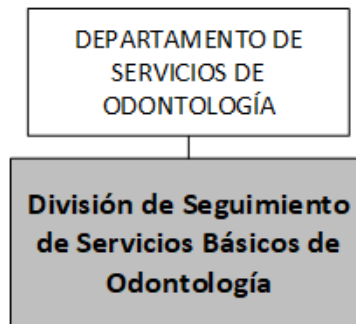 DEPARTAMENTO DE
SERVICIOS DE
ODONTOLOGÍA
División de Seguimiento
de Servicios Básicos de
Odontología